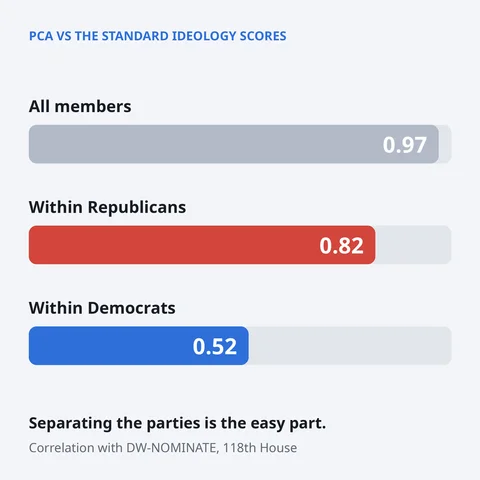 PCA VS THE STANDARD IDEOLOGY SCORES
All members
0.97
Within Republicans
0.82
Within Democrats
0.52
Separating the parties is the easy part.
Correlation with DW-NOMINATE, 118th House